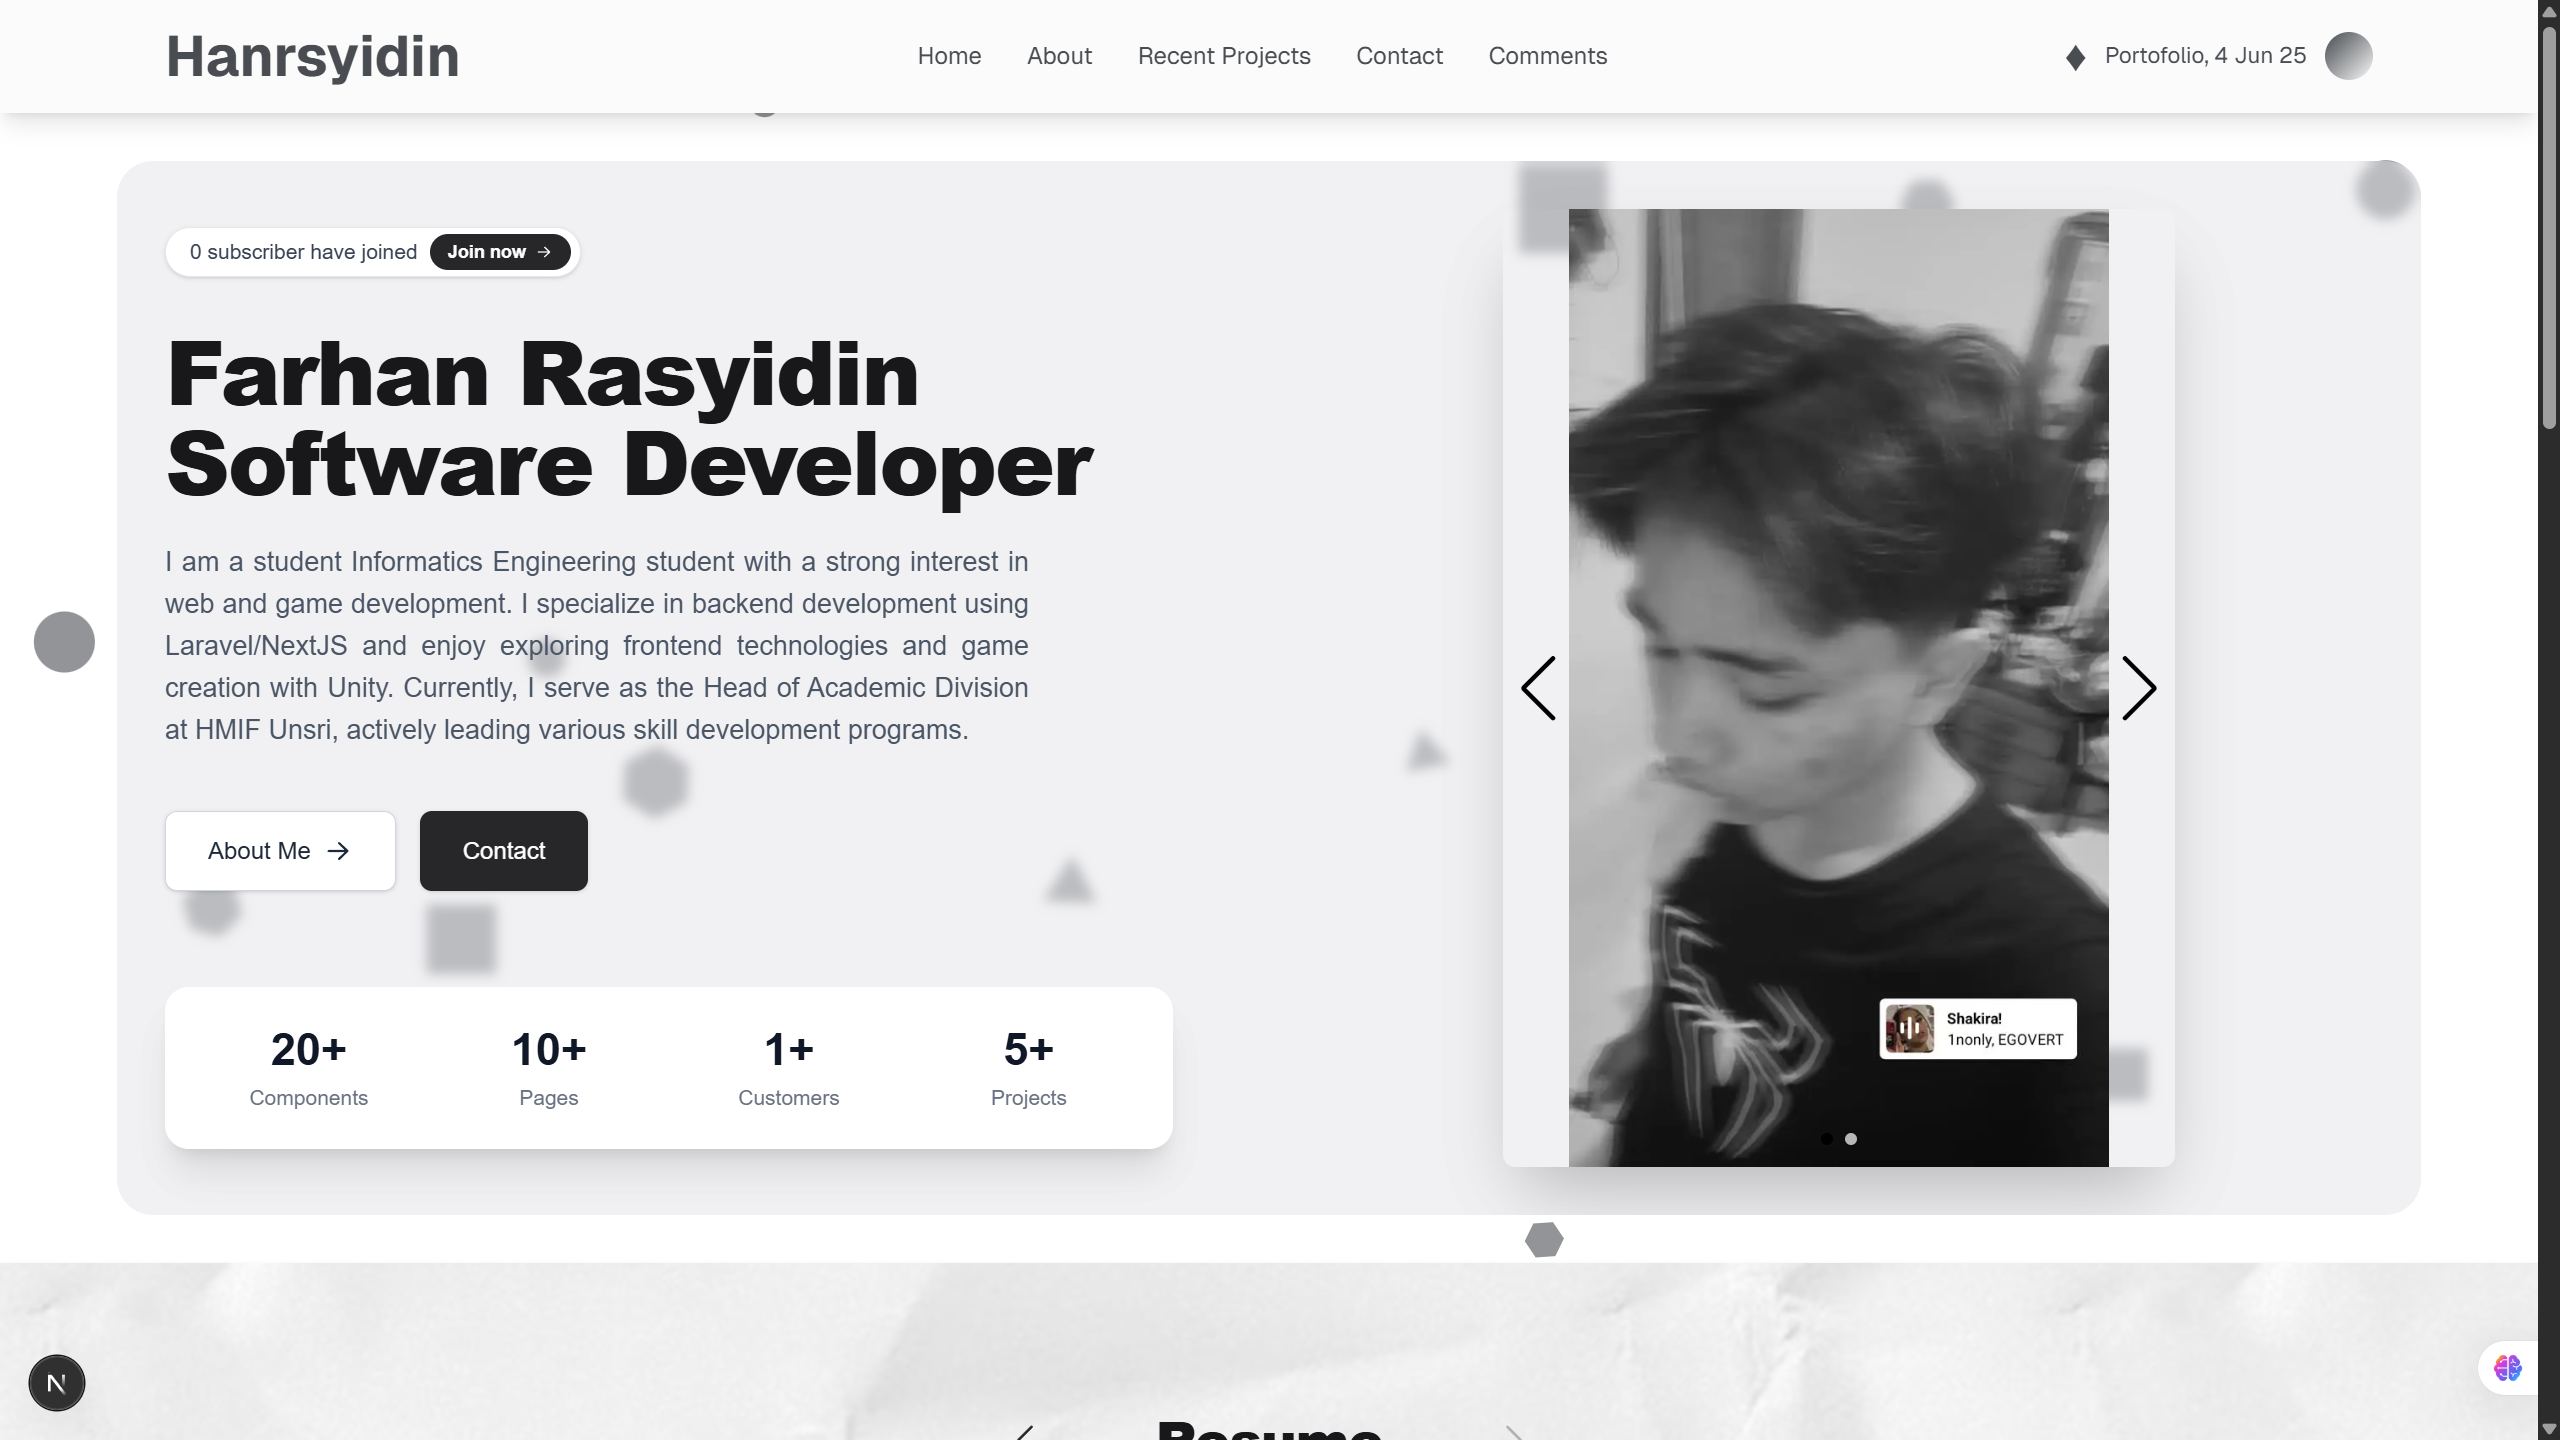 Hanrsyidin
Home About Recent Projects Contact Comments
Portofolio, 4 Jun 25
0 subscriber have joined Join now
Farhan Rasyidin
Software Developer
I am a student Informatics Engineering student with a strong interest in
web and game development. I specialize in backend development using
Laravel/NextJS and enjoy exploring frontend technologies and game
creation with Unity. Currently, I serve as the Head of Academic Division
at HMIF Unsri, actively leading various skill development programs.
About Me Contact
20+ 10+ 1+ 5+
Components Pages Customers Projects
Shakira!
1nonly, EGOVERT
N
Resume